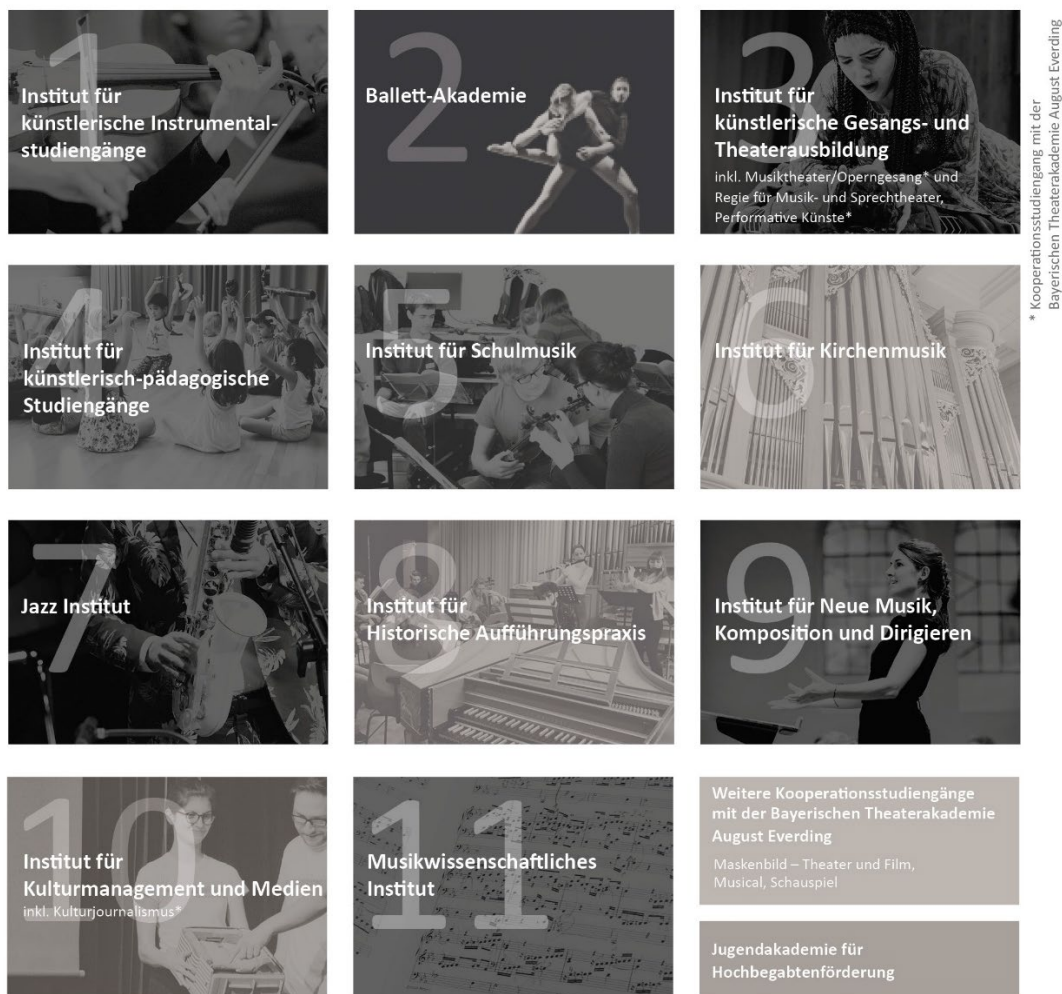 1
Institut für
künstlerische Instrumental-
studiengänge
2
Ballett-Akademie
3
Institut für
künstlerische Gesangs- und
Theaterausbildung
inkl. Musiktheater/Operngesang* und
Regie für Musik- und Sprechtheater,
Performative Künste*
* Kooperationsstudiengang mit der
Bayerischen Theaterakademie August Everding
4
Institut für
künstlerisch-pädagogische
Studiengänge
5
Institut für Schulmusik
6
Institut für Kirchenmusik
7
Jazz Institut
8
Institut für
Historische Aufführungspraxis
9
Institut für Neue Musik,
Komposition und Dirigieren
10
Institut für
Kulturmanagement und Medien
inkl. Kulturjournalismus*
11
Musikwissenschaftliches
Institut
Weitere Kooperationsstudiengänge
mit der Bayerischen Theaterakademie
August Everding
Maskenbild – Theater und Film,
Musical, Schauspiel
Jugendakademie für
Hochbegabtenförderung